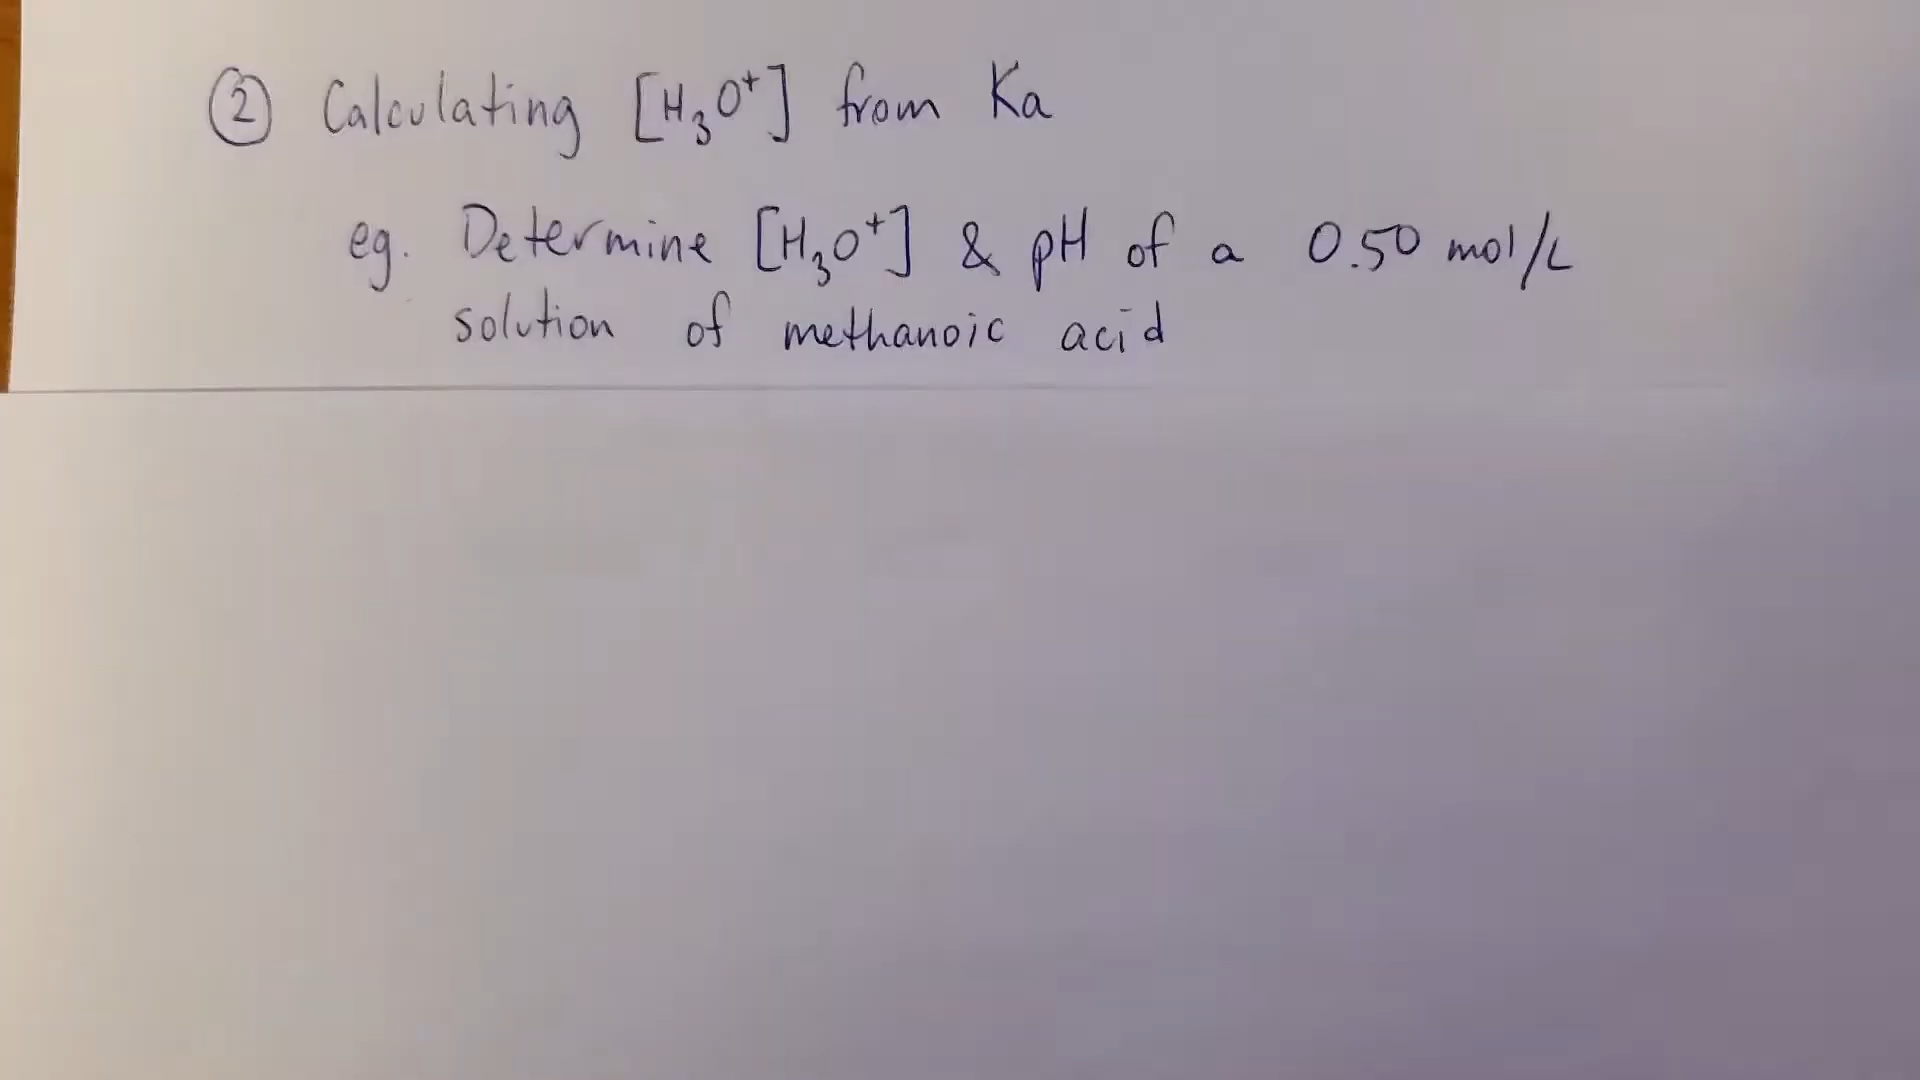 ② Calculating [H₃O⁺] from Ka
eg. Determine [H₃O⁺] & pH of a 0.50 mol/L
solution of methanoic acid